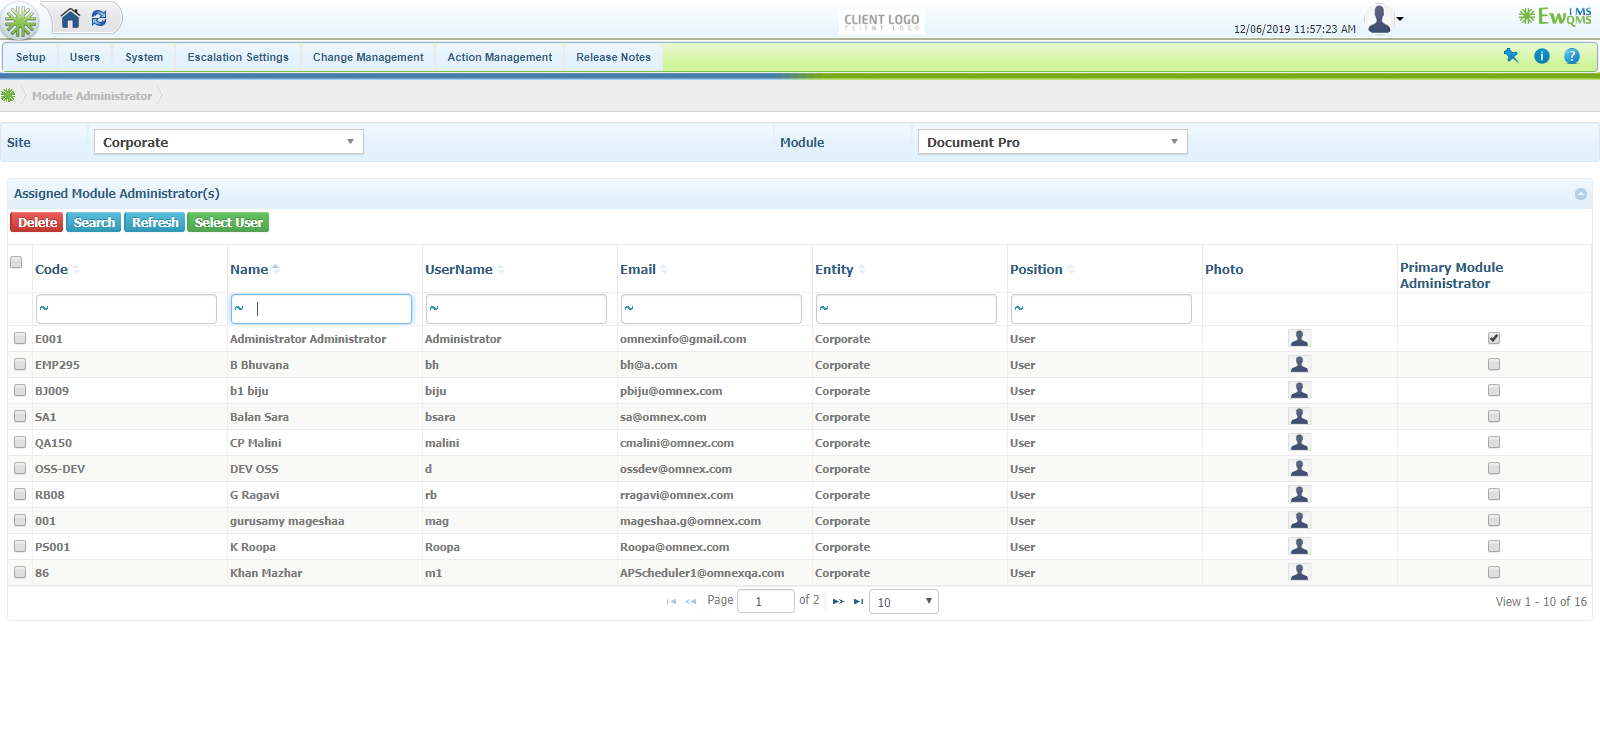 CLIENT LOGO
CLIENT LOGO
12/06/2019 11:57:23 AM
EwIMS
QMS
Setup Users System Escalation Settings Change Management Action Management Release Notes
Module Administrator
Site Corporate Module Document Pro
Assigned Module Administrator(s)
Delete Search Refresh Select User
Code Name UserName Email Entity Position Photo Primary Module
Administrator
~ ~ ~ ~ ~ ~
E001 Administrator Administrator Administrator omnexinfo@gmail.com Corporate User
EMP295 B Bhuvana bh bh@a.com Corporate User
BJ009 b1 biju biju pbiju@omnex.com Corporate User
SA1 Balan Sara bsara sa@omnex.com Corporate User
QA150 CP Malini malini cmalini@omnex.com Corporate User
OSS-DEV DEV OSS d ossdev@omnex.com Corporate User
RB08 G Ragavi rb rragavi@omnex.com Corporate User
001 gurusamy mageshaa mag mageshaa.g@omnex.com Corporate User
PS001 K Roopa Roopa Roopa@omnex.com Corporate User
86 Khan Mazhar m1 APScheduler1@omnexqa.com Corporate User
Page 1 of 2 10 View 1 - 10 of 16